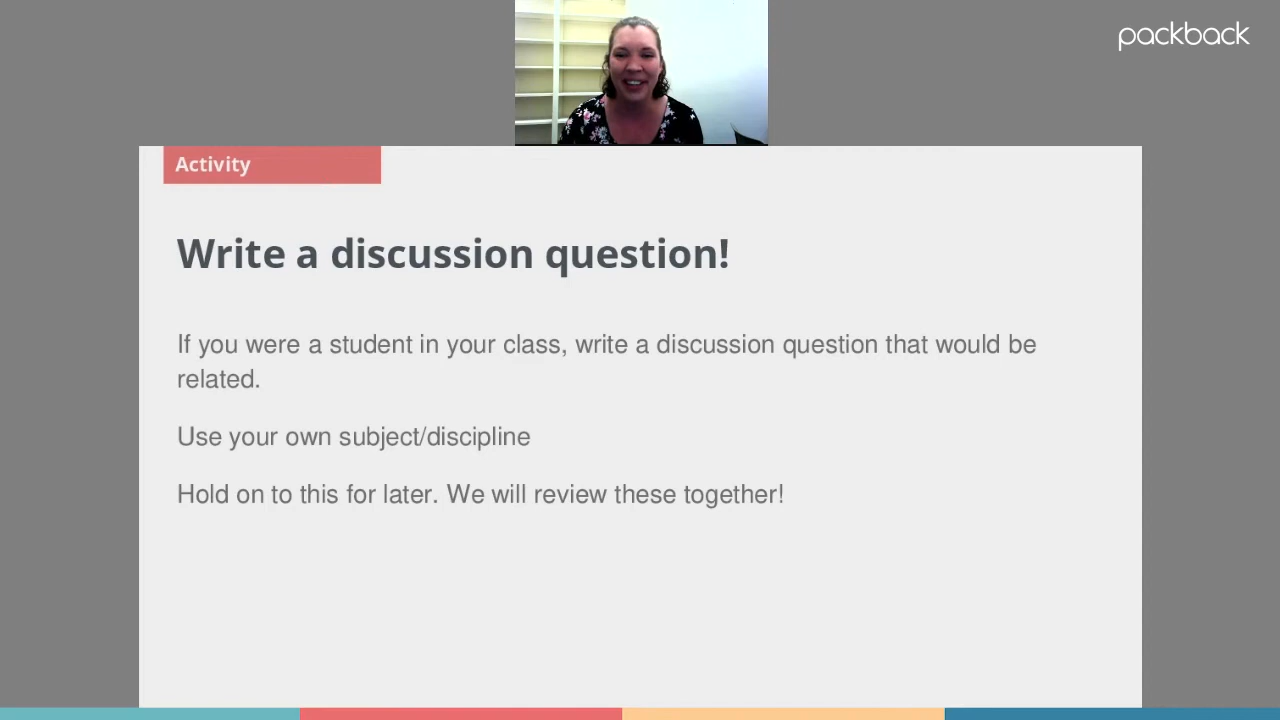 packback
Activity
Write a discussion question!
If you were a student in your class, write a discussion question that would be
related.
Use your own subject/discipline
Hold on to this for later. We will review these together!